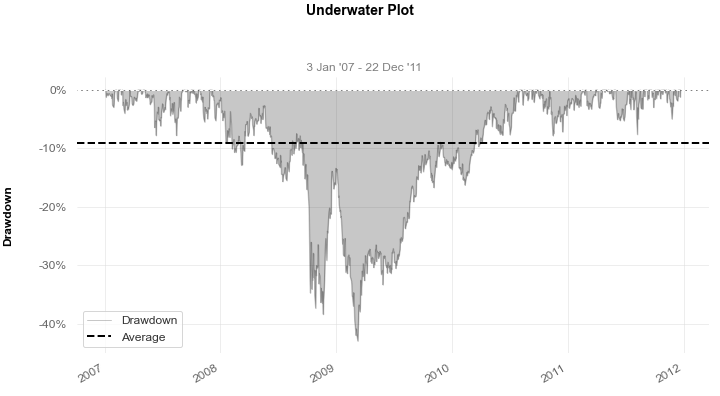 Underwater Plot
3 Jan '07 - 22 Dec '11
Drawdown
0%
-10%
-20%
-30%
-40%
Drawdown
Average
2007
2008
2009
2010
2011
2012